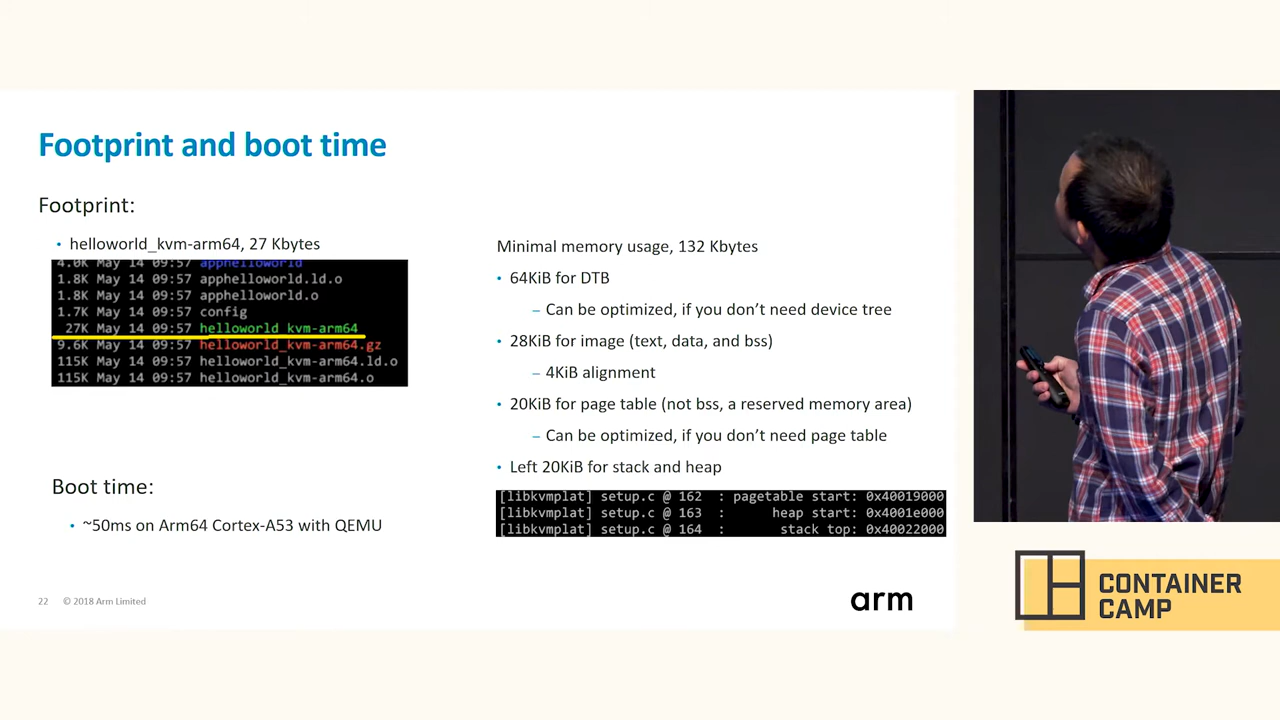 Footprint and boot time
Footprint:
• helloworld_kvm-arm64, 27 Kbytes
4.0K May 14 09:57 apphelloworld
1.8K May 14 09:57 apphelloworld.ld.o
1.8K May 14 09:57 apphelloworld.o
1.7K May 14 09:57 config
27K May 14 09:57 helloworld_kvm-arm64
9.6K May 14 09:57 helloworld_kvm-arm64.gz
115K May 14 09:57 helloworld_kvm-arm64.ld.o
115K May 14 09:57 helloworld_kvm-arm64.o
Boot time:
• ~50ms on Arm64 Cortex-A53 with QEMU
Minimal memory usage, 132 Kbytes
• 64KiB for DTB
– Can be optimized, if you don’t need device tree
• 28KiB for image (text, data, and bss)
– 4KiB alignment
• 20KiB for page table (not bss, a reserved memory area)
– Can be optimized, if you don’t need page table
• Left 20KiB for stack and heap
[libkvmplat] setup.c @ 162 : pagetable start: 0x40019000
[libkvmplat] setup.c @ 163 : heap start: 0x4001e000
[libkvmplat] setup.c @ 164 : stack top: 0x40022000
22 © 2018 Arm Limited
arm
CONTAINER
CAMP